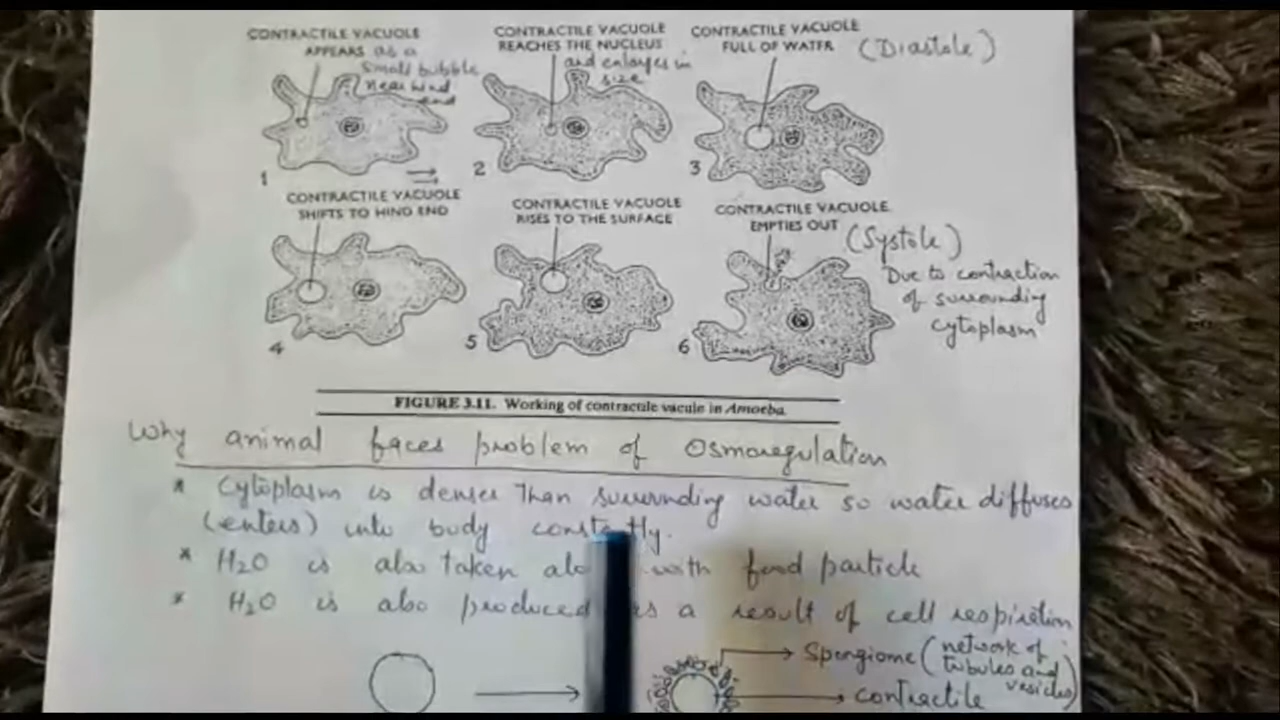 CONTRACTILE VACUOLE
APPEARS as a
Small bubble
near hind
end
1
CONTRACTILE VACUOLE
REACHES THE NUCLEUS
and enlarges in
size
2
CONTRACTILE VACUOLE
FULL OF WATER (Diastole)
3
CONTRACTILE VACUOLE
SHIFTS TO HIND END
4
CONTRACTILE VACUOLE
RISES TO THE SURFACE
5
CONTRACTILE VACUOLE
EMPTIES OUT (Systole)
Due to contraction
of surrounding
cytoplasm
6
FIGURE 3.11. Working of contractile vacule in Amoeba.
Why animal faces problem of Osmoregulation
* Cytoplasm is denser than surrounding water so water diffuses
(enters) into body
* H2O is also taken with food particle
* H2O is also produced as a result of cell respiration
Spongiome (network of
tubules and
vesicles)
contractile